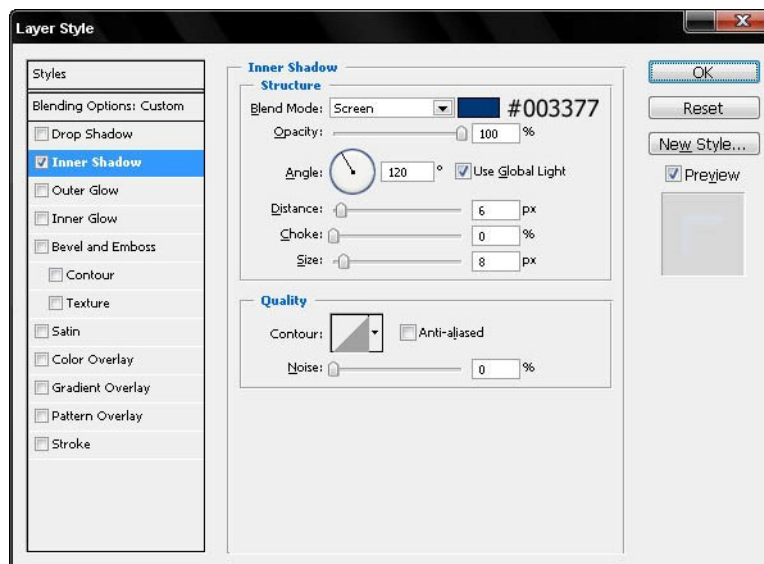 Layer Style
Styles
Blending Options: Custom
Drop Shadow
Inner Shadow
Outer Glow
Inner Glow
Bevel and Emboss
Contour
Texture
Satin
Color Overlay
Gradient Overlay
Pattern Overlay
Stroke
Inner Shadow
Structure
Blend Mode: Screen #003377
Opacity: 100 %
Angle: 120 ° Use Global Light
Distance: 6 px
Choke: 0 %
Size: 8 px
Quality
Contour: Anti-aliased
Noise: 0 %
OK
Reset
New Style...
Preview